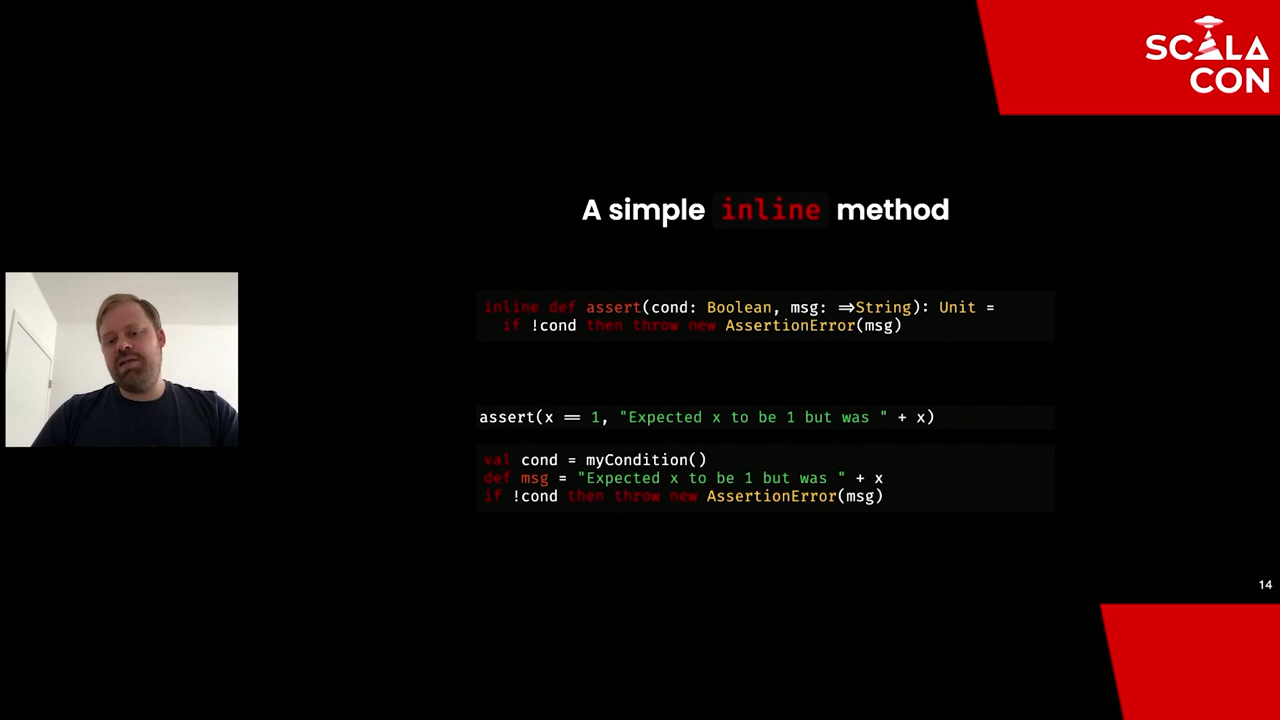 SCALA
CON
A simple inline method
inline def assert(cond: Boolean, msg: =>String): Unit =
if !cond then throw new AssertionError(msg)
assert(x == 1, "Expected x to be 1 but was " + x)
val cond = myCondition()
def msg = "Expected x to be 1 but was " + x
if !cond then throw new AssertionError(msg)
14